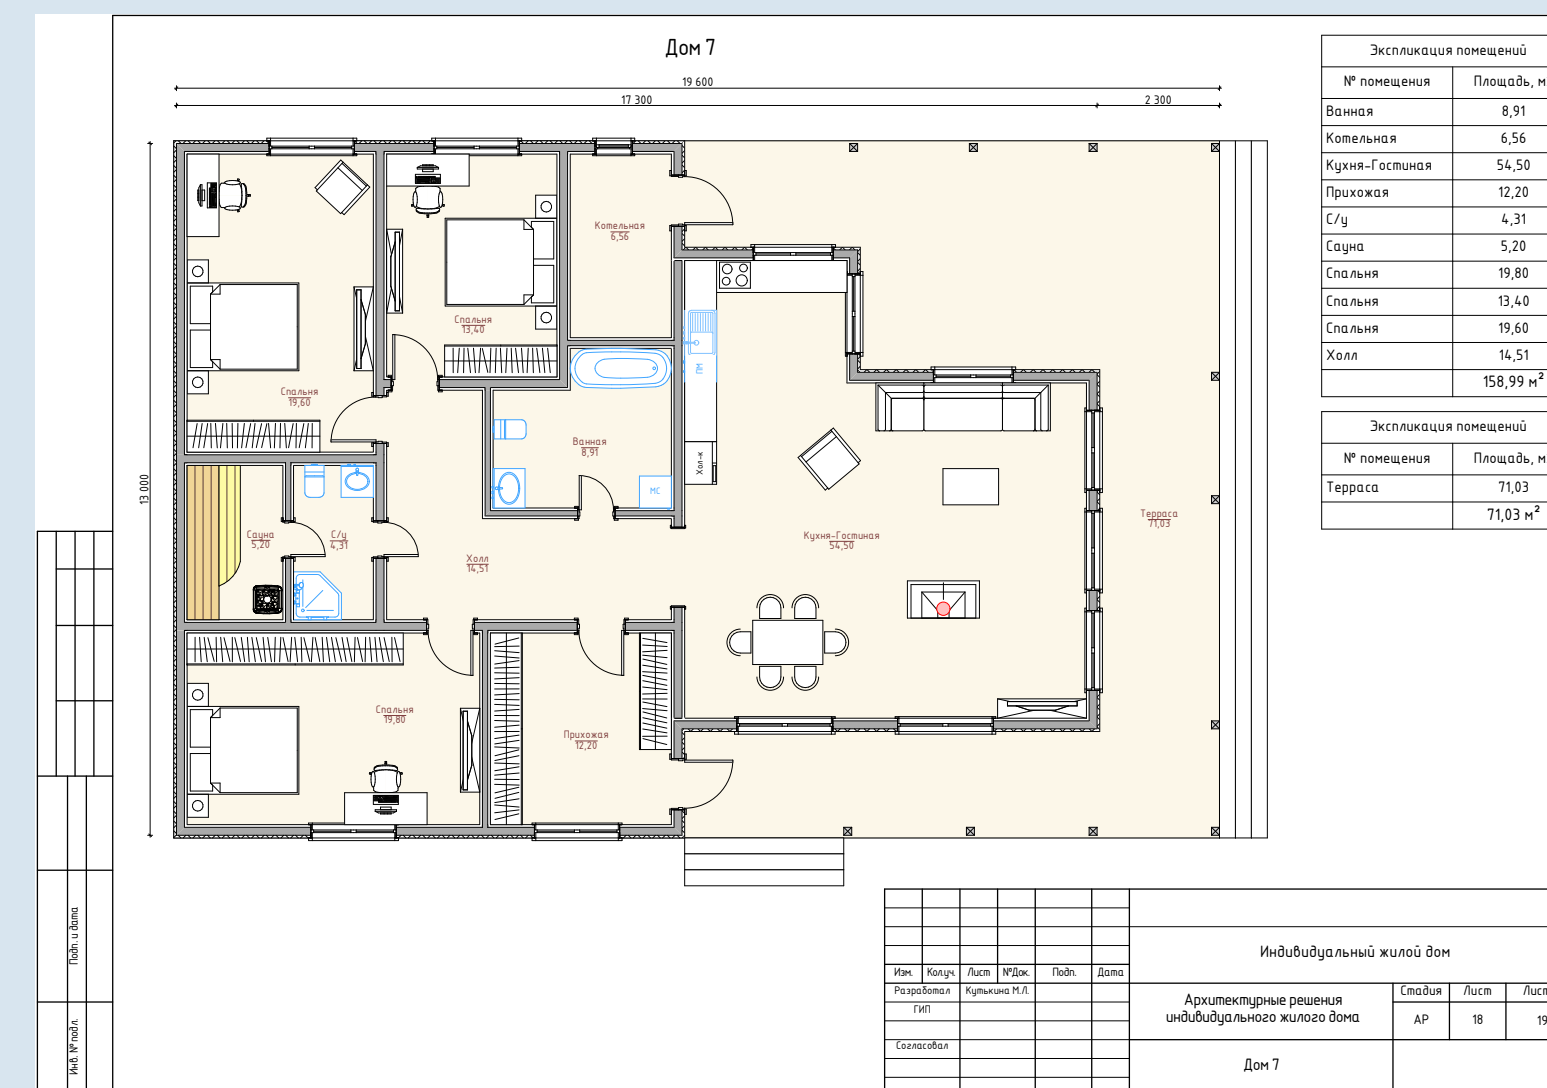 Дом 7
19 600
17 300
2 300
13 000
Экспликация помещений
№ помещения Площадь, м
Ванная 8,91
Котельная 6,56
Кухня-Гостиная 54,50
Прихожая 12,20
С/у 4,31
Сауна 5,20
Спальня 19,80
Спальня 13,40
Спальня 19,60
Холл 14,51
158,99 м²
Экспликация помещений
№ помещения Площадь, м
Терраса 71,03
71,03 м²
Котельная
6,56
Спальня
13,40
Спальня
19,60
Ванная
8,91
МС
ПМ
Хол-к
Сауна
5,20
С/у
4,31
Холл
14,51
Кухня-Гостиная
54,50
Терраса
71,03
Спальня
19,80
Прихожая
12,20
Подп. и дата
Инв. № подл.
Индивидуальный жилой дом
Изм. Кол.уч. Лист №Док. Подп. Дата
Разработал Кутькина М.Л.
ГИП
Согласовал
Архитектурные решения
индивидуального жилого дома
Стадия Лист Лист
АР 18 19
Дом 7